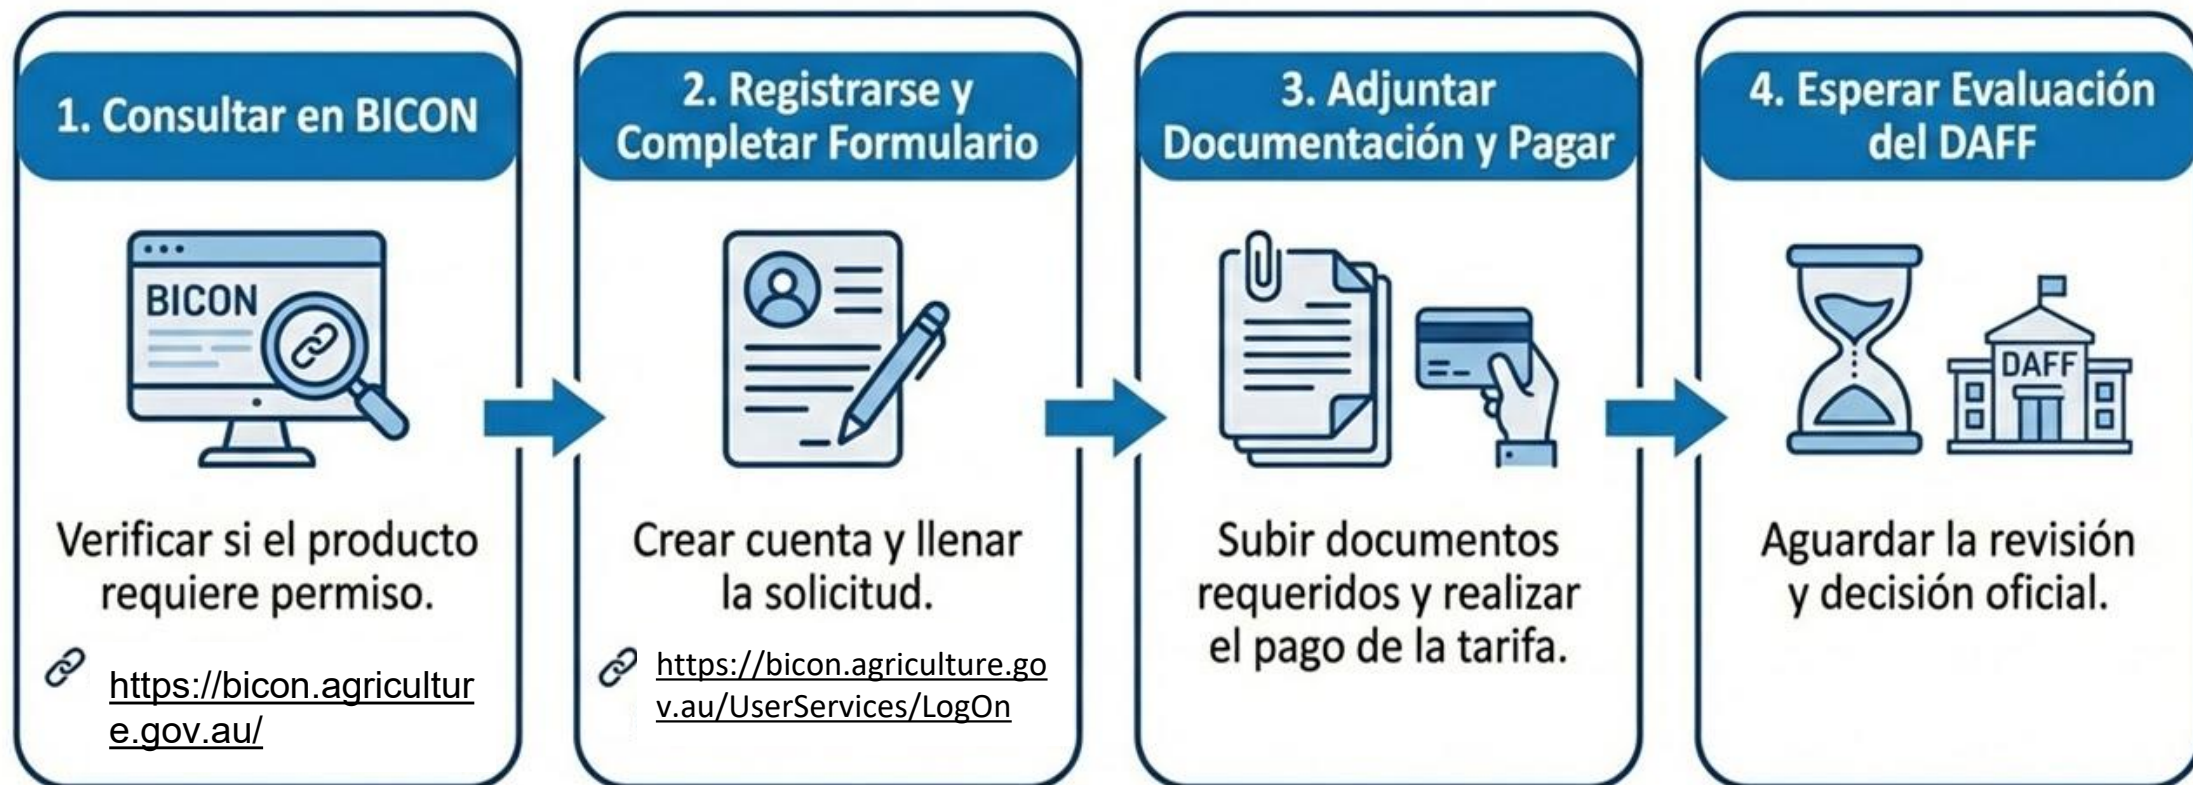 1. Consultar en BICON
BICON
Verificar si el producto
requiere permiso.
https://bicon.agricultur
e.gov.au/
2. Registrarse y
Completar Formulario
Crear cuenta y llenar
la solicitud.
https://bicon.agriculture.go
v.au/UserServices/LogOn
3. Adjuntar
Documentación y Pagar
Subir documentos
requeridos y realizar
el pago de la tarifa.
4. Esperar Evaluación
del DAFF
DAFF
Aguardar la revisión
y decisión oficial.